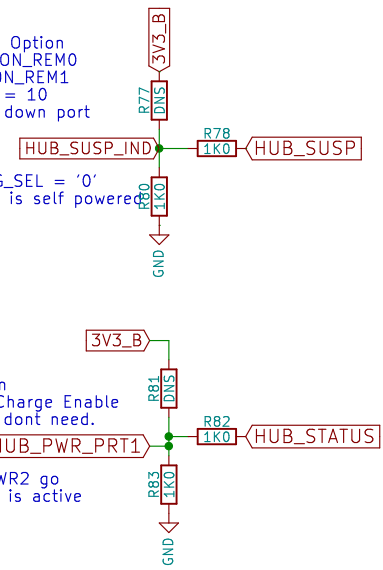 3V3_B
Option
ON_REM0
ON_REM1
= 10
down port
R77
DNS
HUB_SUSP_IND
R78
1K0
HUB_SUSP
G_SEL = '0'
is self powered
R80
1K0
GND
3V3_B
R81
DNS
n
Charge Enable
dont need.
R82
1K0
HUB_STATUS
HUB_PWR_PRT1
R83
1K0
WR2 go
is active
GND